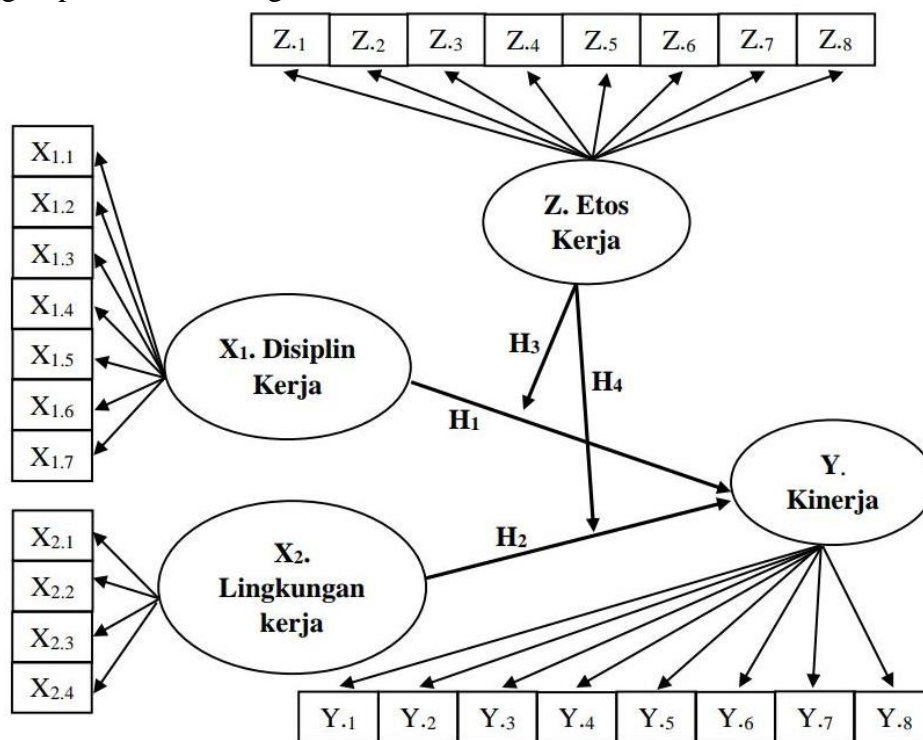 Z.1 Z.2 Z.3 Z.4 Z.5 Z.6 Z.7 Z.8
X1.1
X1.2
X1.3
X1.4
X1.5
X1.6
X1.7
Z. Etos
Kerja
X1. Disiplin
Kerja
H3
H4
H1
Y.
Kinerja
X2.1
X2.2
X2.3
X2.4
X2.
Lingkungan
kerja
H2
Y.1 Y.2 Y.3 Y.4 Y.5 Y.6 Y.7 Y.8